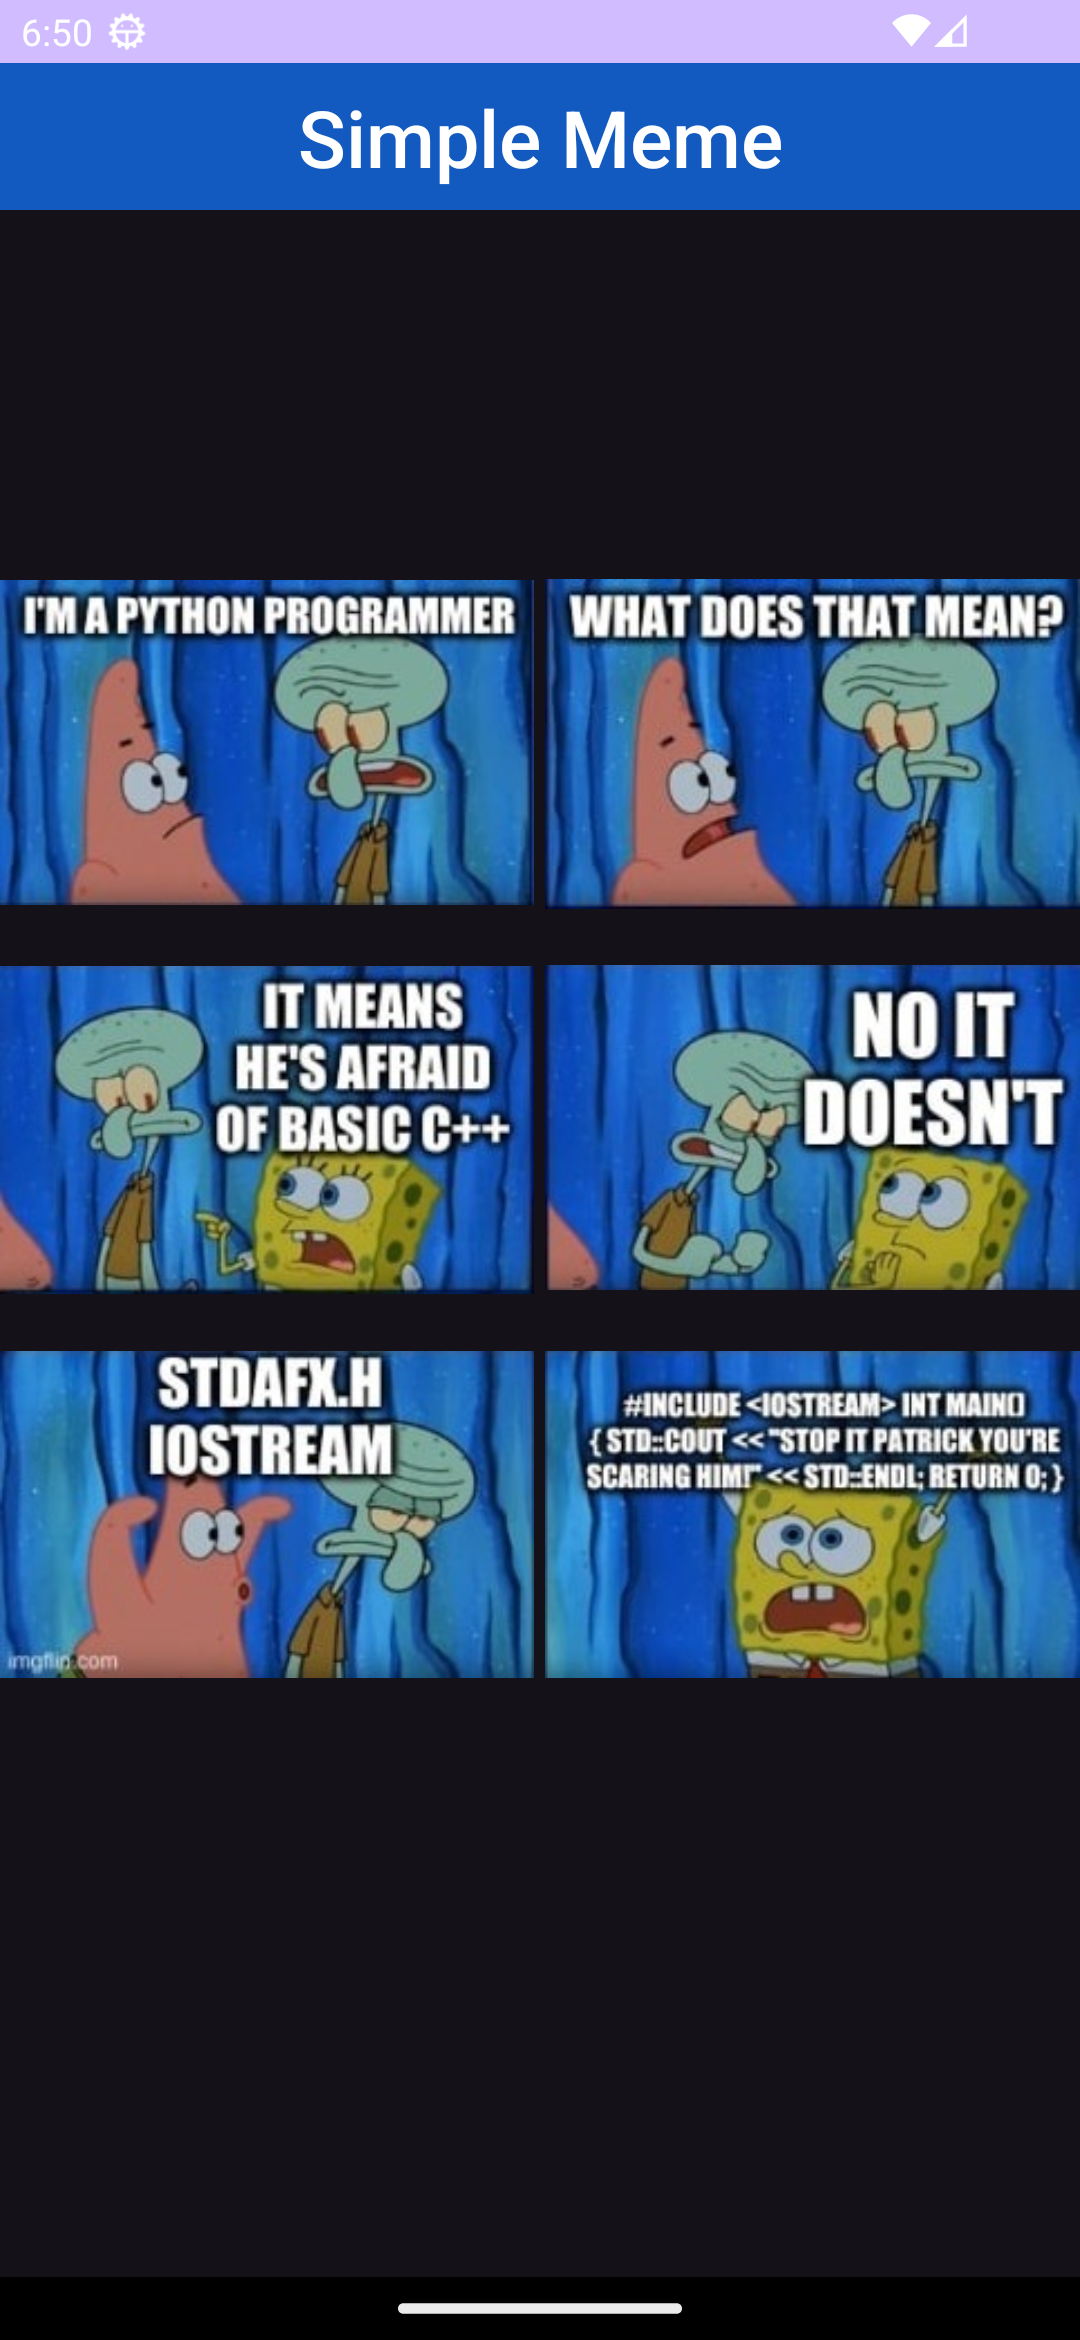 6:50
Simple Meme
I'M A PYTHON PROGRAMMER
WHAT DOES THAT MEAN?
IT MEANS
HE'S AFRAID
OF BASIC C++
NO IT
DOESN'T
STDAFX.H
IOSTREAM
imgflip.com
#INCLUDE <IOSTREAM> INT MAIN()
{ STD::COUT << "STOP IT PATRICK YOU'RE
SCARING HIM!" << STD::ENDL; RETURN 0; }